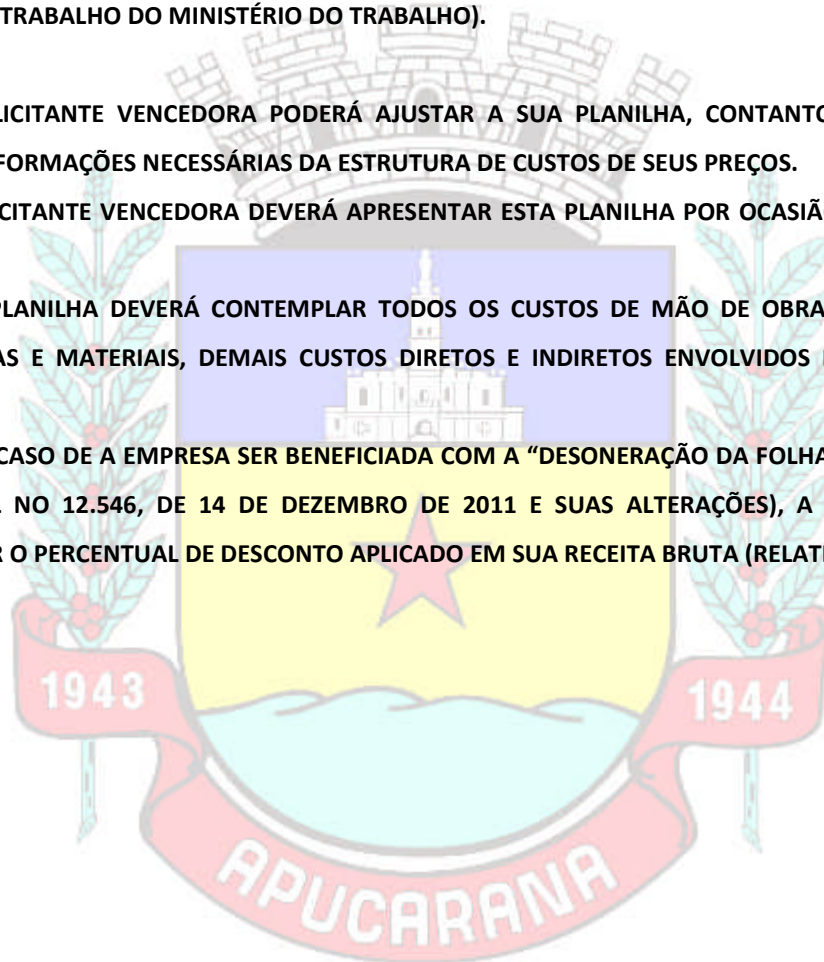 TRABALHO DO MINISTÉRIO DO TRABALHO).
LICITANTE VENCEDORA PODERÁ AJUSTAR A SUA PLANILHA, CONTANTO
FORMAÇÕES NECESSÁRIAS DA ESTRUTURA DE CUSTOS DE SEUS PREÇOS.
CITANTE VENCEDORA DEVERÁ APRESENTAR ESTA PLANILHA POR OCASIÃ
PLANILHA DEVERÁ CONTEMPLAR TODOS OS CUSTOS DE MÃO DE OBRA
AS E MATERIAIS, DEMAIS CUSTOS DIRETOS E INDIRETOS ENVOLVIDOS
CASO DE A EMPRESA SER BENEFICIADA COM A “DESONERAÇÃO DA FOLHA
NO 12.546, DE 14 DE DEZEMBRO DE 2011 E SUAS ALTERAÇÕES), A
R O PERCENTUAL DE DESCONTO APLICADO EM SUA RECEITA BRUTA (RELATI
1943
1944
APUCARANA